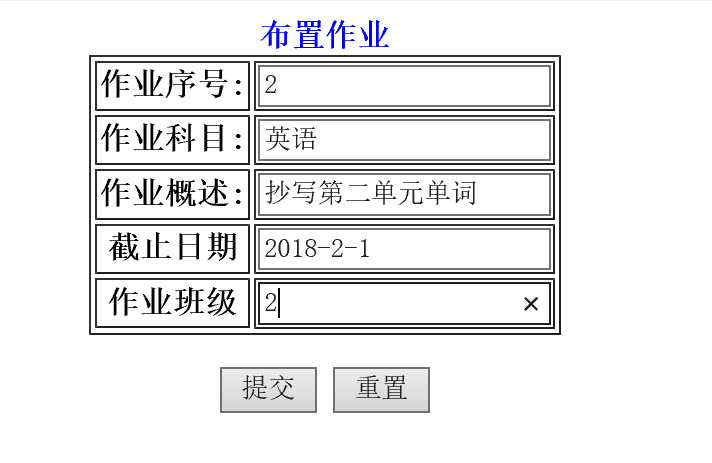 布置作业
作业序号: 2
作业科目: 英语
作业概述: 抄写第二单元单词
截止日期 2018-2-1
作业班级 2 ×
提交 重置